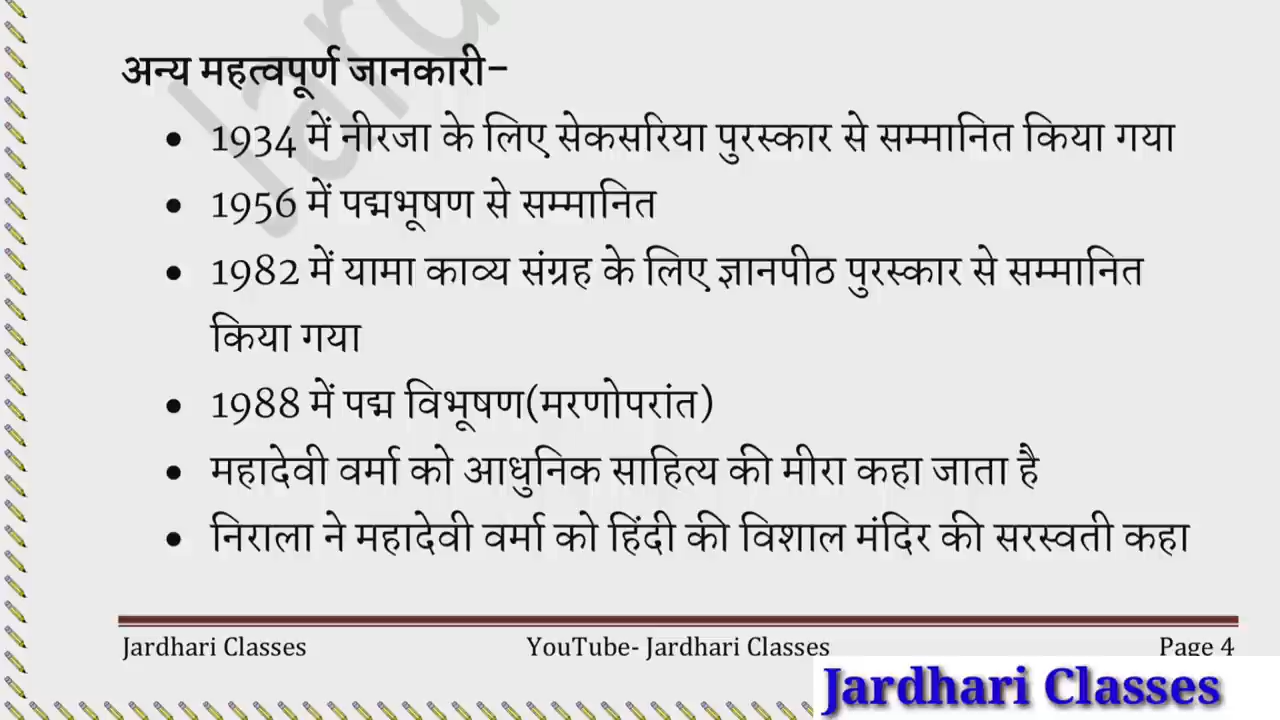 अन्य महत्वपूर्ण जानकारी-
• 1934 में नीरजा के लिए सेकसरिया पुरस्कार से सम्मानित किया गया
• 1956 में पद्मभूषण से सम्मानित
• 1982 में यामा काव्य संग्रह के लिए ज्ञानपीठ पुरस्कार से सम्मानित
किया गया
• 1988 में पद्म विभूषण(मरणोपरांत)
• महादेवी वर्मा को आधुनिक साहित्य की मीरा कहा जाता है
• निराला ने महादेवी वर्मा को हिंदी की विशाल मंदिर की सरस्वती कहा
Jardhari Classes YouTube- Jardhari Classes Page 4
Jardhari Classes